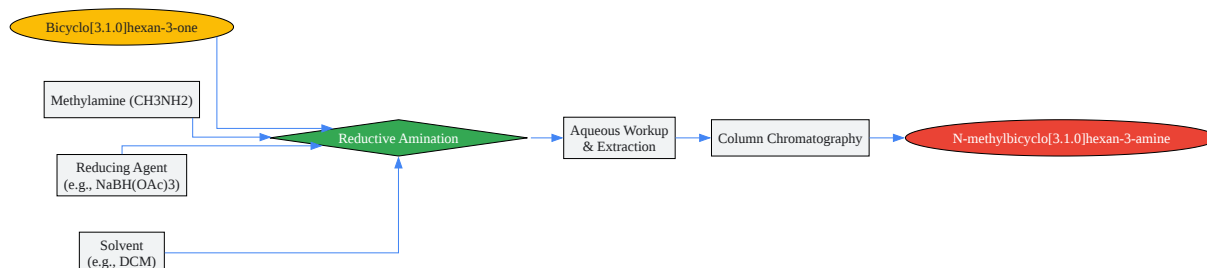 Bicyclo[3.1.0]hexan-3-one
Methylamine (CH3NH2)
Reducing Agent
(e.g., NaBH(OAc)3)
Solvent
(e.g., DCM)
Reductive Amination
Aqueous Workup
& Extraction
Column Chromatography
N-methylbicyclo[3.1.0]hexan-3-amine